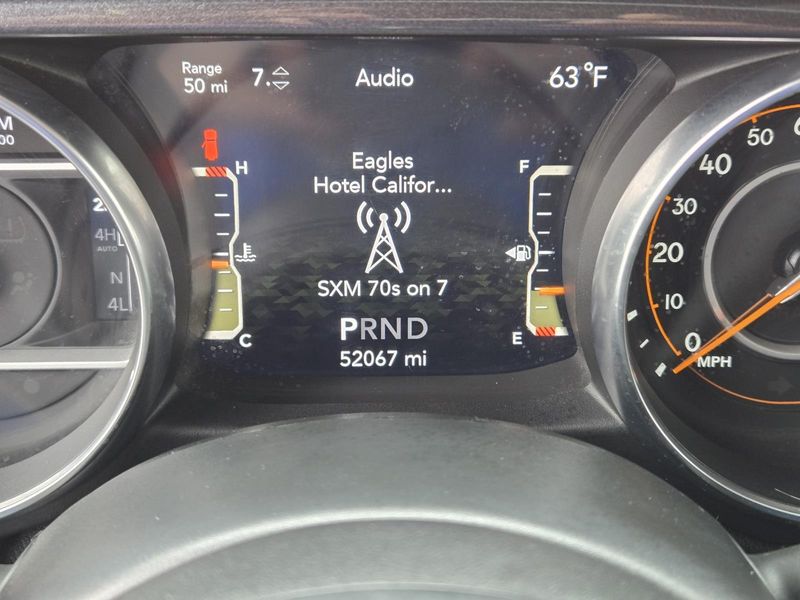 Range
50 mi
7.
Audio
63°F
Eagles
Hotel Califor...
SXM 70s on 7
PRND
52067 mi
H
C
F
E
4H
AUTO
N
4L
50
40
30
20
10
0
MPH